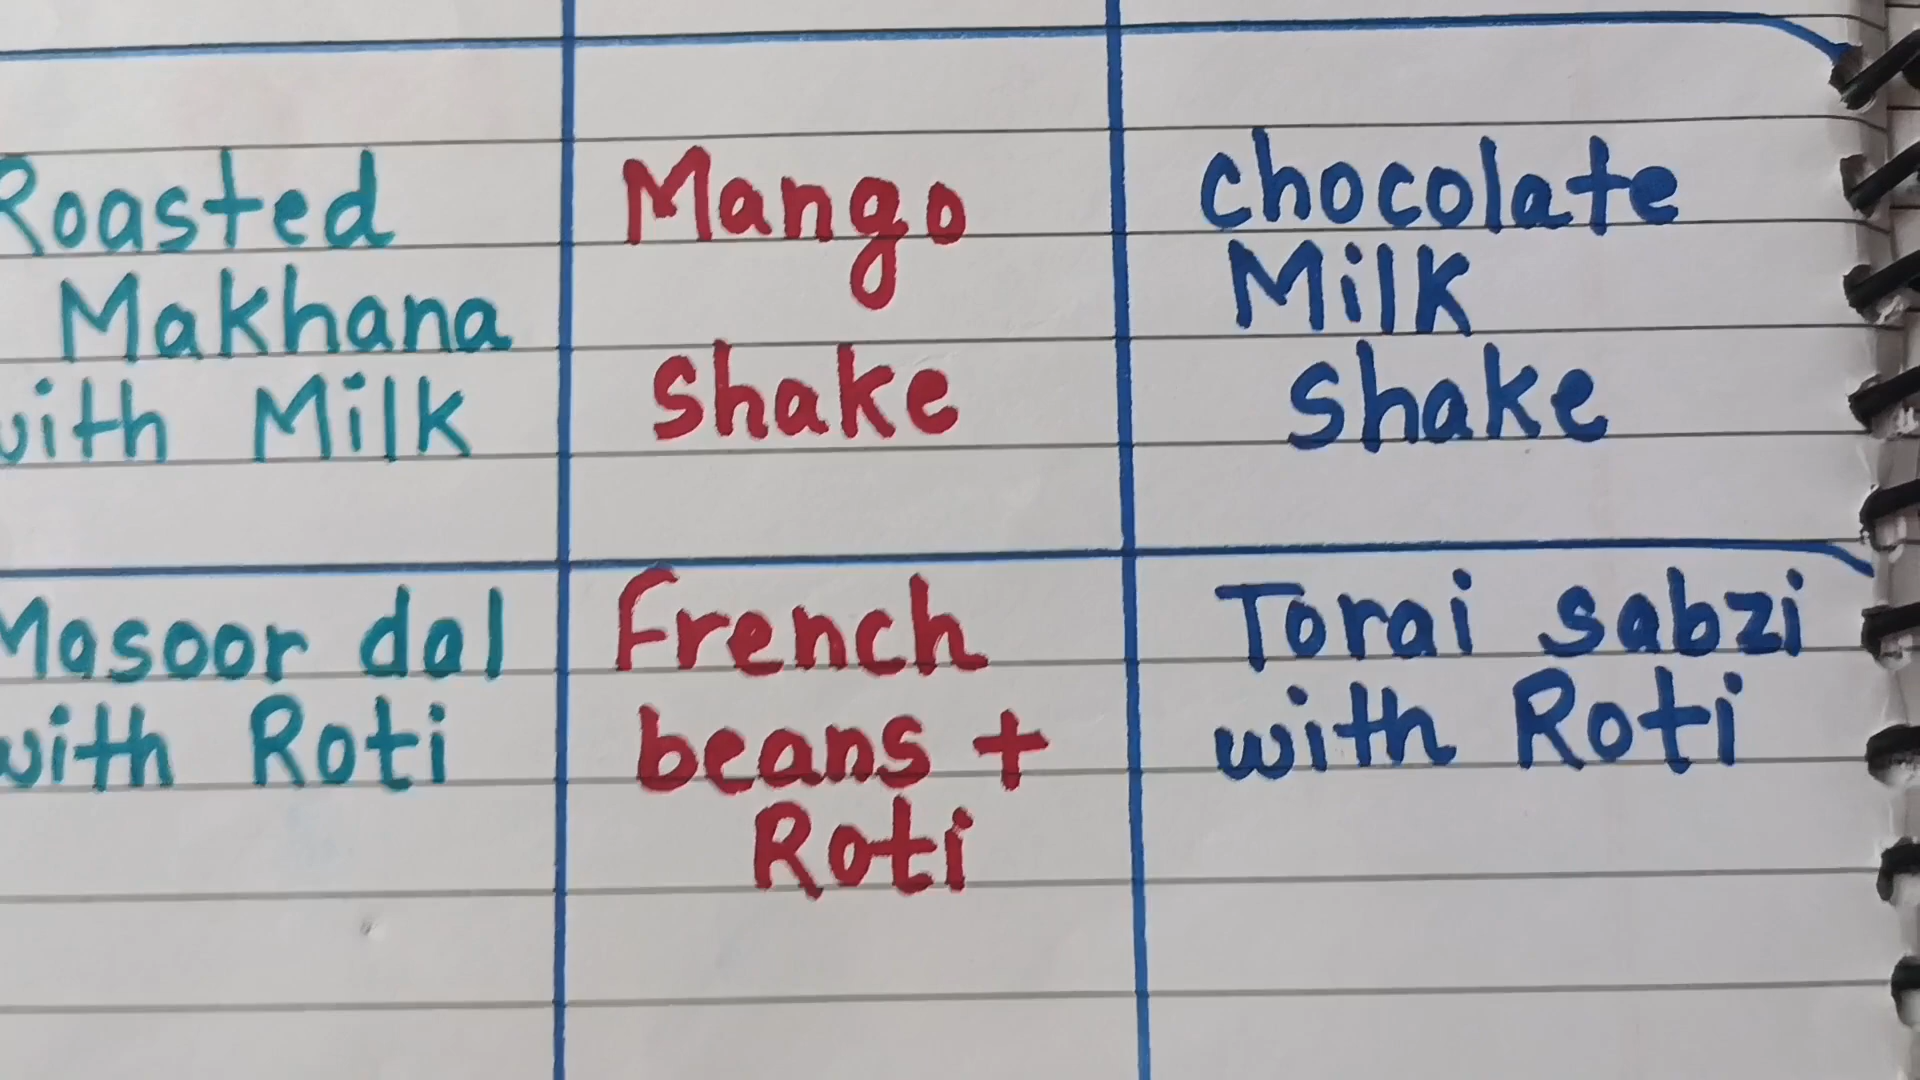 Roasted
Makhana
with Milk
Mango
shake
chocolate
Milk
shake
Masoor dal
with Roti
French
beans +
Roti
Torai sabzi
with Roti